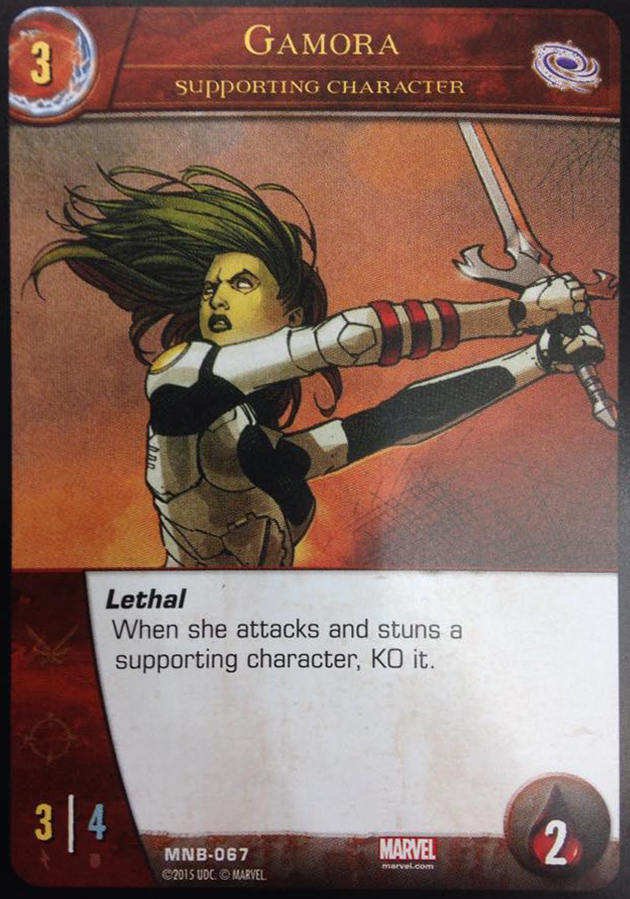 3
GAMORA
SUPPORTING CHARACTER
Lethal
When she attacks and stuns a
supporting character, KO it.
3 | 4
2
MNB-067
MARVEL
marvel.com
©2015 UDC. © MARVEL.